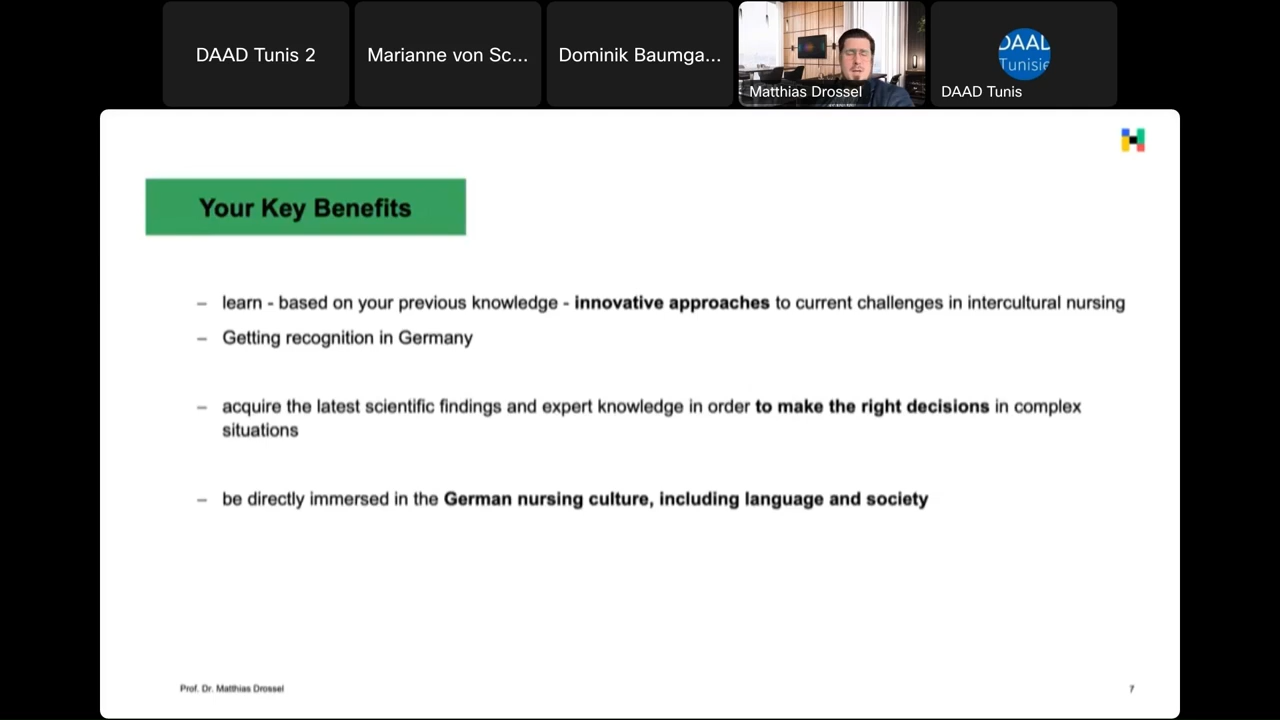 DAAD Tunis 2
Marianne von Sc...
Dominik Baumga...
Matthias Drossel
DAAD
Tunisie
DAAD Tunis
Your Key Benefits
– learn - based on your previous knowledge - innovative approaches to current challenges in intercultural nursing
– Getting recognition in Germany
– acquire the latest scientific findings and expert knowledge in order to make the right decisions in complex
situations
– be directly immersed in the German nursing culture, including language and society
Prof. Dr. Matthias Drossel
7